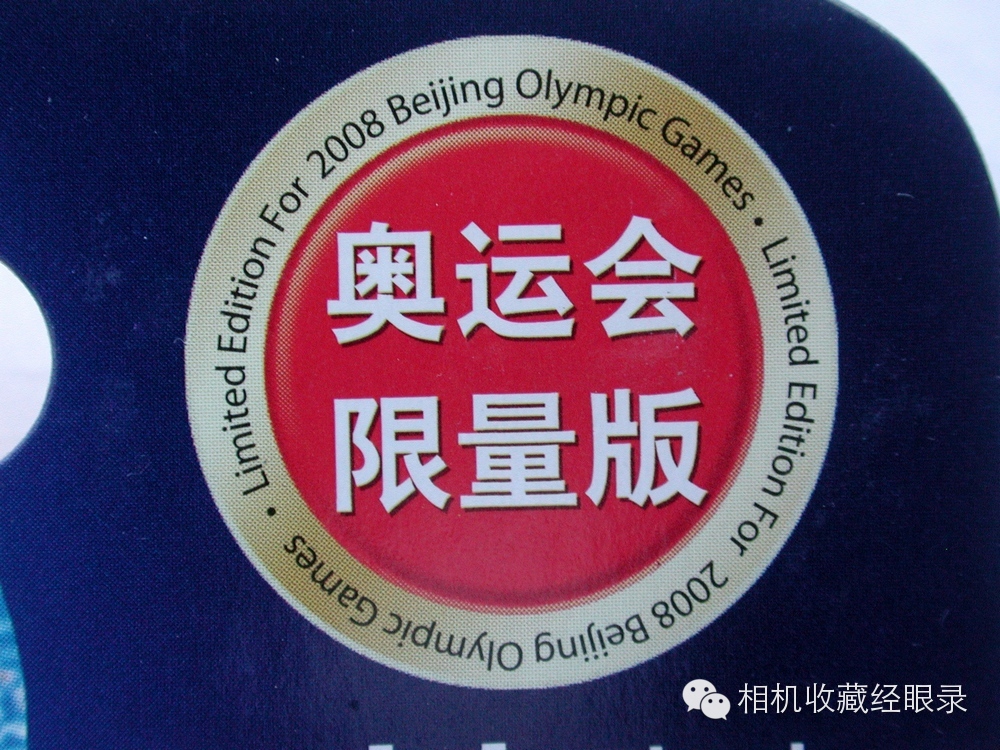 Limited Edition For 2008 Beijing Olympic Games •
Limited Edition For 2008 Beijing Olympic Games •
奥运会
限量版
相机收藏经眼录